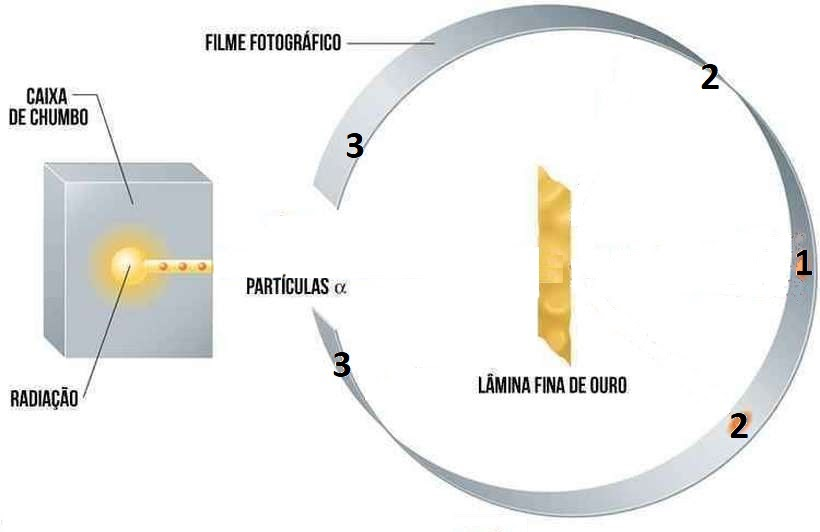 FILME FOTOGRÁFICO
2
CAIXA
DE CHUMBO
3
1
PARTÍCULAS α
3
LÂMINA FINA DE OURO
RADIAÇÃO
2